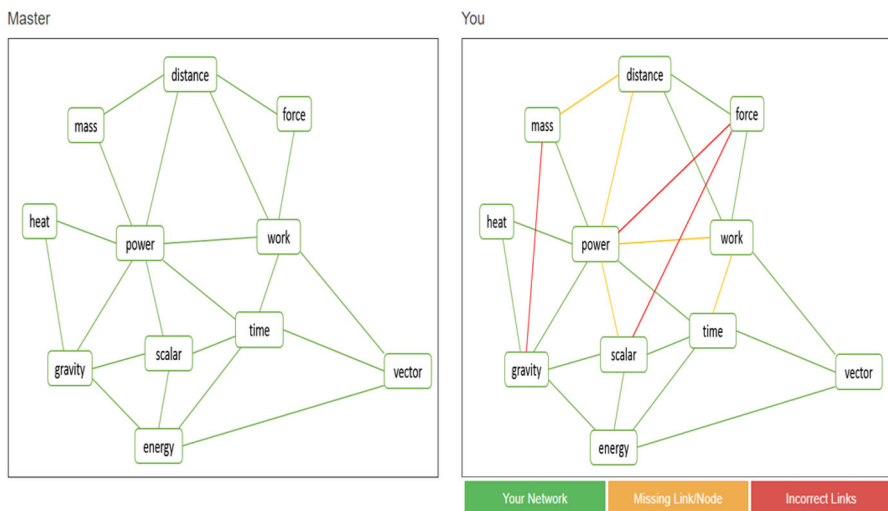 Master
distance
force
mass
heat
power
work
time
scalar
gravity
vector
energy
You
distance
force
mass
heat
power
work
time
scalar
gravity
vector
energy
Your Network
Missing Link/Node
Incorrect Links